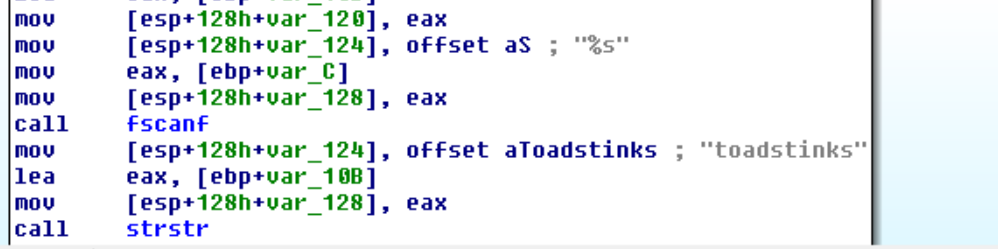 mov [esp+128h+var_120], eax
mov [esp+128h+var_124], offset aS ; "%s"
mov eax, [ebp+var_C]
mov [esp+128h+var_128], eax
call fscanf
mov [esp+128h+var_124], offset aToadstinks ; "toadstinks"
lea eax, [ebp+var_10B]
mov [esp+128h+var_128], eax
call strstr